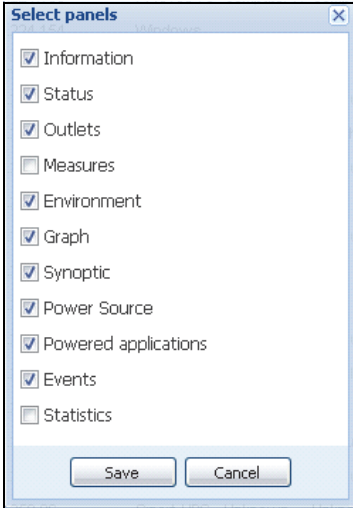 Select panels
Information
Status
Outlets
Measures
Environment
Graph
Synoptic
Power Source
Powered applications
Events
Statistics
Save Cancel